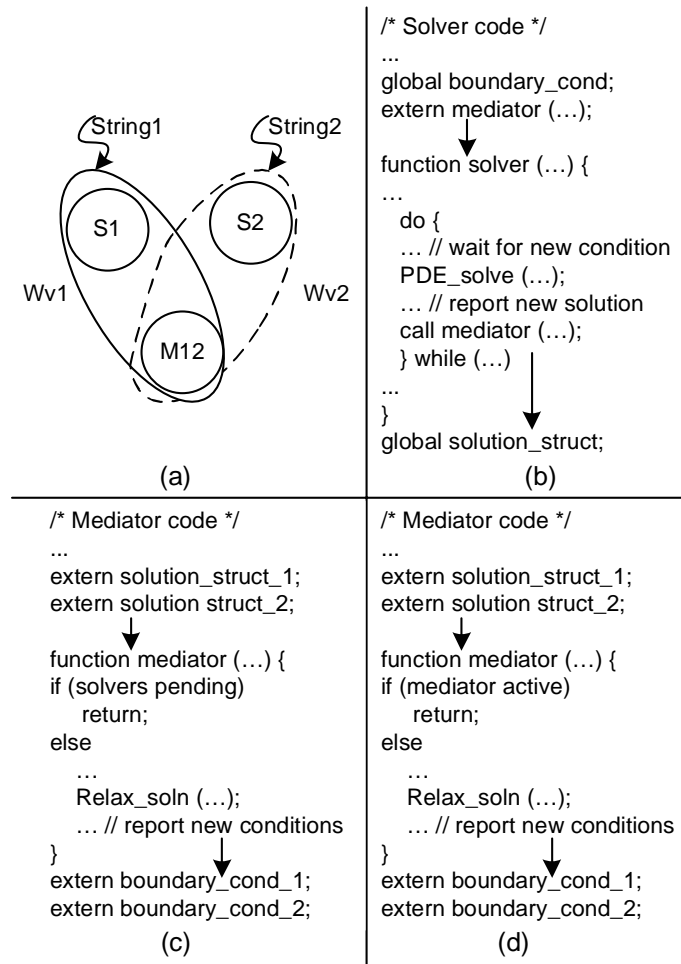 String1
String2
S1
S2
Wv1
Wv2
M12
(a)
/* Solver code */
...
global boundary_cond;
extern mediator (…);
function solver (…) {
…
do {
… // wait for new condition
PDE_solve (…);
… // report new solution
call mediator (…);
} while (…)
...
}
global solution_struct;
(b)
/* Mediator code */
...
extern solution_struct_1;
extern solution struct_2;
function mediator (…) {
if (solvers pending)
return;
else
…
Relax_soln (…);
… // report new conditions
}
extern boundary_cond_1;
extern boundary_cond_2;
(c)
/* Mediator code */
...
extern solution_struct_1;
extern solution struct_2;
function mediator (…) {
if (mediator active)
return;
else
…
Relax_soln (…);
… // report new conditions
}
extern boundary_cond_1;
extern boundary_cond_2;
(d)